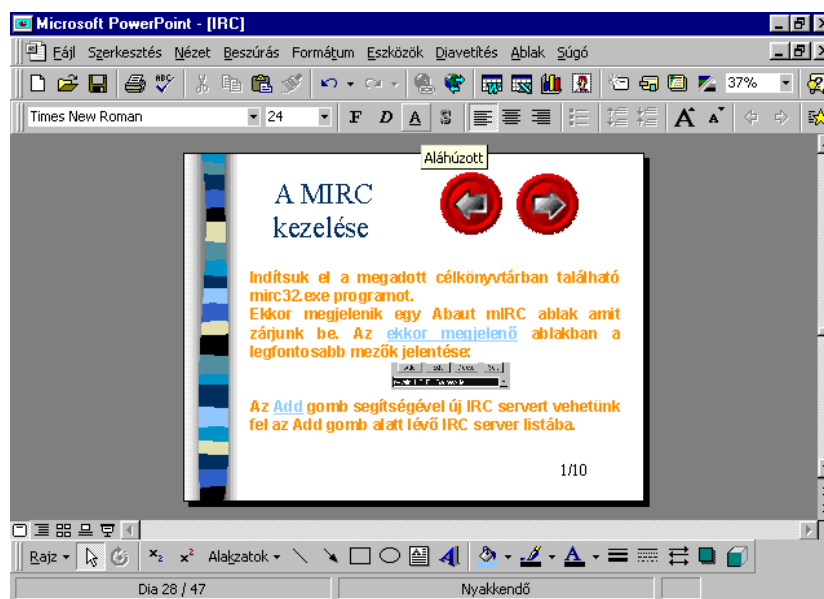 Microsoft PowerPoint - [IRC]
Fájl Szerkesztés Nézet Beszúrás Formátum Eszközök Diavetítés Ablak Súgó
ABC 37%
Times New Roman 24 F D A S A A
Aláhúzott
A MIRC
kezelése
Indítsuk el a megadott célkönyvtárban található
mirc32.exe programot.
Ekkor megjelenik egy Abaut mIRC ablak amit
zárjunk be. Az ekkor megjelenő ablakban a
legfontosabb mezők jelentése:
Az Add gomb segítségével új IRC servert vehetünk
fel az Add gomb alatt lévő IRC server listába.
1/10
Rajz x₂ x² Alakzatok A A
Dia 28 / 47 Nyakkendő